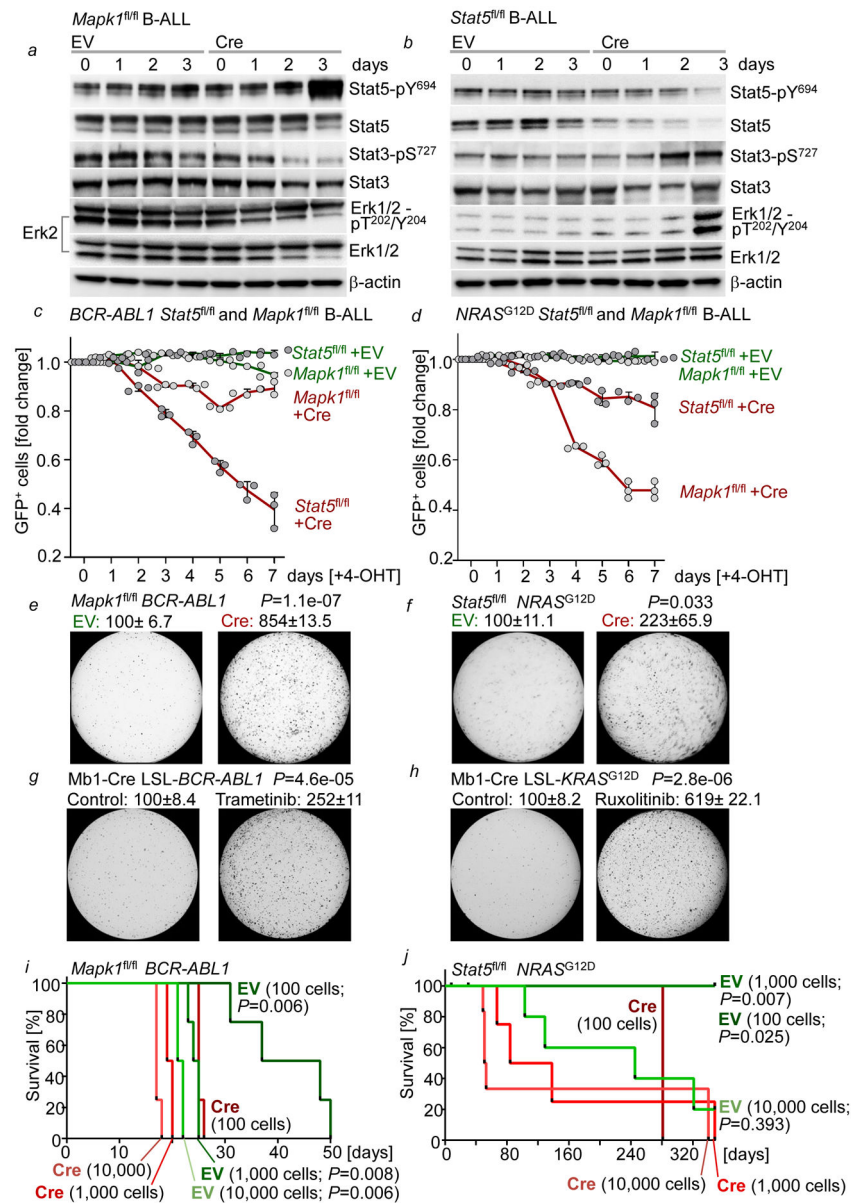 Mapk1fl/fl B-ALL
a
EV Cre
0 1 2 3 0 1 2 3 days
Stat5-pY694
Stat5
Stat3-pS727
Stat3
Erk1/2 -
pT202/Y204
Erk2
Erk1/2
β-actin
Stat5fl/fl B-ALL
b
EV Cre
0 1 2 3 0 1 2 3
days
Stat5-pY694
Stat5
Stat3-pS727
Stat3
Erk1/2 -
pT202/Y204
Erk1/2
β-actin
c BCR-ABL1 Stat5fl/fl and Mapk1fl/fl B-ALL
GFP+ cells [fold change]
1.0
0.8
0.6
0.4
0.2
Stat5fl/fl +EV
Mapk1fl/fl +EV
Mapk1fl/fl
+Cre
Stat5fl/fl
+Cre
0 1 2 3 4 5 6 7 days [+4-OHT]
d NRASG12D Stat5fl/fl and Mapk1fl/fl B-ALL
GFP+ cells [fold change]
1.0
0.8
0.6
0.4
0.2
Stat5fl/fl +EV
Mapk1fl/fl +EV
Stat5fl/fl +Cre
Mapk1fl/fl +Cre
0 1 2 3 4 5 6 7 days [+4-OHT]
e Mapk1fl/fl BCR-ABL1 P=1.1e-07
EV: 100± 6.7 Cre: 854±13.5
f Stat5fl/fl NRASG12D P=0.033
EV: 100±11.1 Cre: 223±65.9
g Mb1-Cre LSL-BCR-ABL1 P=4.6e-05
Control: 100±8.4 Trametinib: 252±11
h Mb1-Cre LSL-KRASG12D P=2.8e-06
Control: 100±8.2 Ruxolitinib: 619± 22.1
i Mapk1fl/fl BCR-ABL1
Survival [%]
100
80
60
40
20
0
EV (100 cells;
P=0.006)
Cre
(100 cells)
0 10 20 30 40 50 [days]
Cre (10,000)
Cre (1,000 cells)
EV (1,000 cells; P=0.008)
EV (10,000 cells; P=0.006)
j Stat5fl/fl NRASG12D
Survival [%]
100
80
60
40
20
0
Cre
(100 cells)
EV (1,000 cells;
P=0.007)
EV (100 cells;
P=0.025)
EV (10,000 cells;
P=0.393)
0 80 160 240 320 [days]
Cre
(10,000 cells)
Cre (1,000 cells)